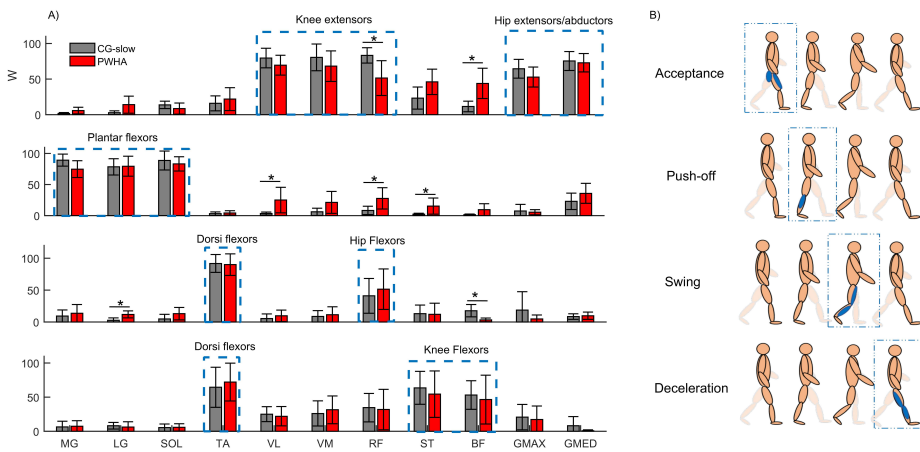 A)
Knee extensors
Hip extensors/abductors
B)
CG-slow
PWHA
W
100
50
0
*
*
Acceptance
Plantar flexors
100
50
0
*
*
*
Push-off
Dorsi flexors
Hip Flexors
100
50
0
*
*
Swing
Dorsi flexors
Knee Flexors
100
50
0
Deceleration
MG LG SOL TA VL VM RF ST BF GMAX GMED